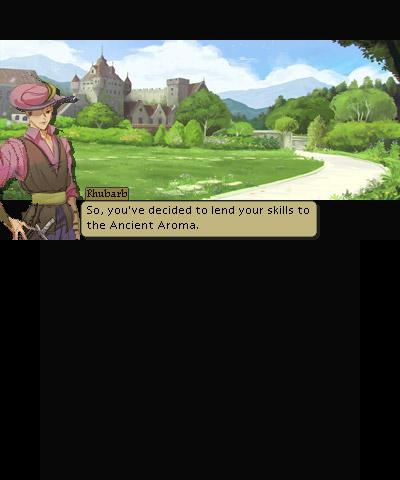 Rhubarb
So, you've decided to lend your skills to
the Ancient Aroma.